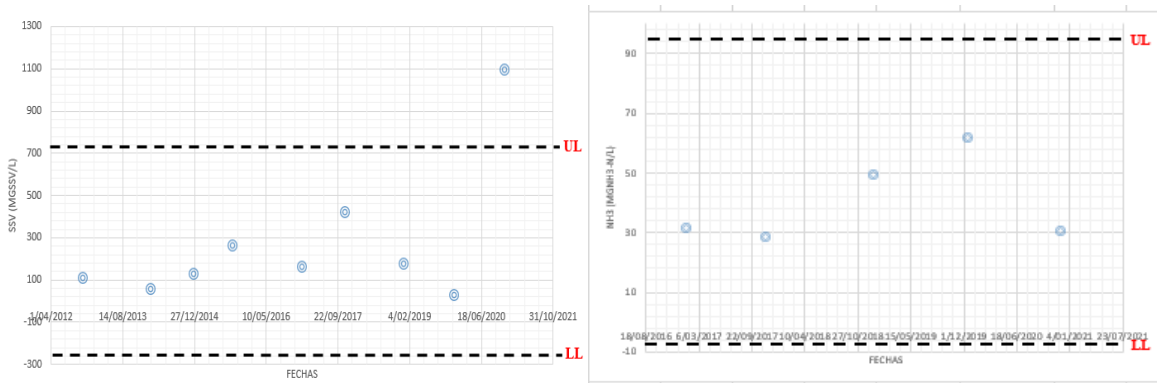 1300
1100
900
700
500
300
100
-100
-300
SSV (MGSSV/L)
1/04/2012 14/08/2013 27/12/2014 10/05/2016 22/09/2017 4/02/2019 18/06/2020 31/10/2021
FECHAS
UL
LL
90
70
50
30
10
-10
NH3 (MGNH3-N/L)
18/08/2016 6/03/2017 22/09/2017 10/04/2018 27/10/2018 15/05/2019 1/12/2019 18/06/2020 4/01/2021 23/07/2021
FECHAS
UL
LL